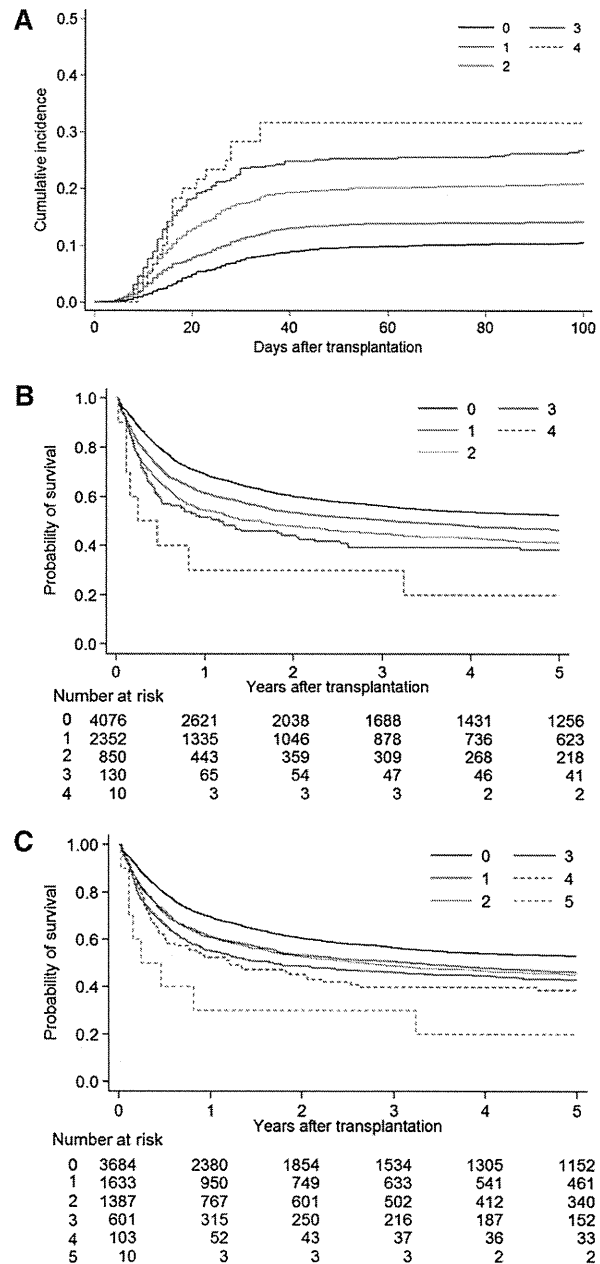 A
0.5
0.4
0.3
0.2
0.1
0.0
Cumulative incidence
0 3
1 4
2
0 20 40 60 80 100
Days after transplantation
B
1.0
0.8
0.6
0.4
0.2
0.0
Probability of survival
0 3
1 4
2
0 1 2 3 4 5
Years after transplantation
Number at risk
0 4076 2621 2038 1688 1431 1256
1 2352 1335 1046 878 736 623
2 850 443 359 309 268 218
3 130 65 54 47 46 41
4 10 3 3 3 2 2
C
1.00
0.8
0.6
0.4
0.2
0.0
Probability of survival
0 3
1 4
2 5
0 1 2 3 4 5
Years after transplantation
Number at risk
0 3684 2380 1854 1534 1305 1152
1 1633 950 749 633 541 461
2 1387 767 601 502 412 340
3 601 315 250 216 187 152
4 103 52 43 37 36 33
5 10 3 3 3 2 2